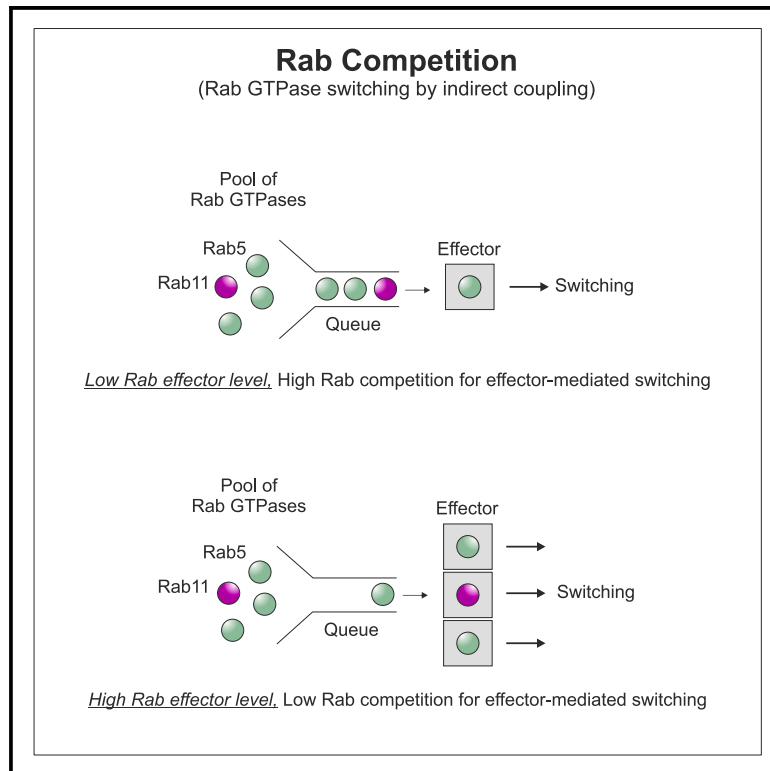 Rab Competition
(Rab GTPase switching by indirect coupling)
Pool of
Rab GTPases
Rab5
Rab11
Queue
Effector
Switching
Low Rab effector level, High Rab competition for effector-mediated switching
Pool of
Rab GTPases
Rab5
Rab11
Queue
Effector
Switching
High Rab effector level, Low Rab competition for effector-mediated switching